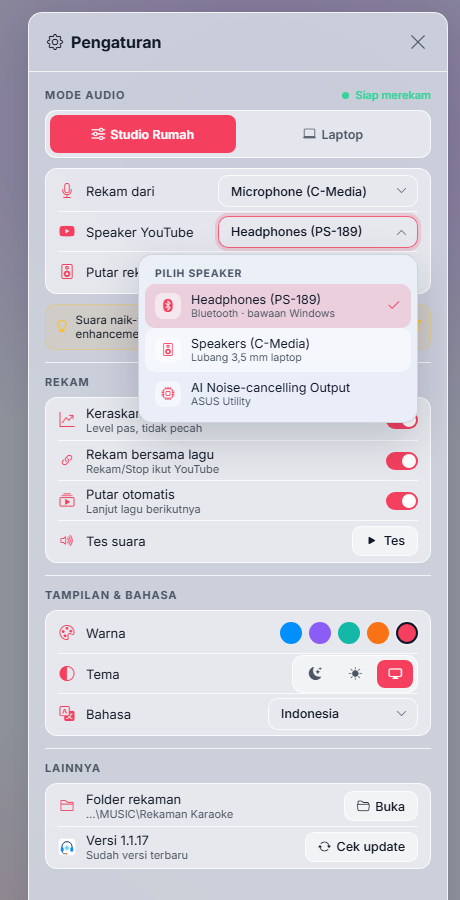 Pengaturan
MODE AUDIO
Siap merekam
Studio Rumah
Laptop
Rekam dari
Microphone (C-Media)
Speaker YouTube
Headphones (PS-189)
Putar rek
PILIH SPEAKER
Headphones (PS-189)
Bluetooth · bawaan Windows
Speakers (C-Media)
Lubang 3,5 mm laptop
AI Noise-cancelling Output
ASUS Utility
Suara naik-
enhanceme
REKAM
Keraskan
Level pas, tidak pecah
Rekam bersama lagu
Rekam/Stop ikut YouTube
Putar otomatis
Lanjut lagu berikutnya
Tes suara
Tes
TAMPILAN & BAHASA
Warna
Tema
Bahasa
Indonesia
LAINNYA
Folder rekaman
...\MUSIC\Rekaman Karaoke
Buka
Versi 1.1.17
Sudah versi terbaru
Cek update